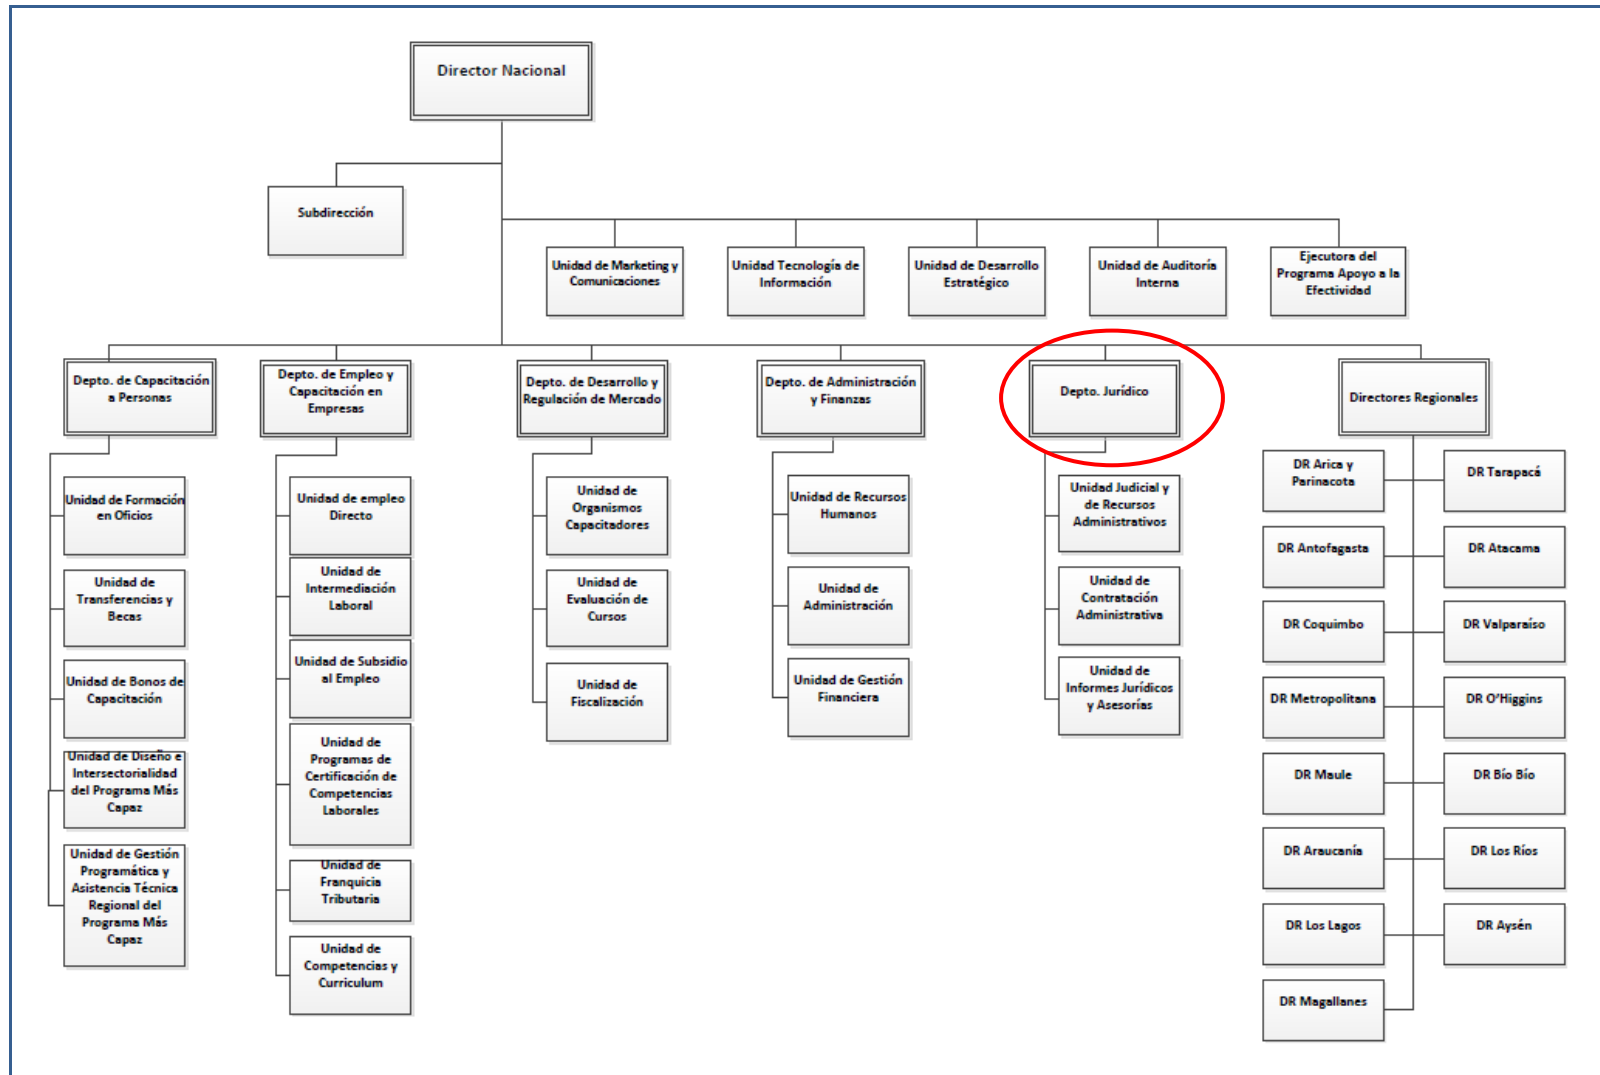 Director Nacional
Subdirección
Unidad de Marketing y
Comunicaciones
Unidad Tecnología de
Información
Unidad de Desarrollo
Estratégico
Unidad de Auditoría
Interna
Ejecutora del
Programa Apoyo a la
Efectividad
Depto. de Capacitación
a Personas
Depto. de Empleo y
Capacitación en
Empresas
Depto. de Desarrollo y
Regulación de Mercado
Depto. de Administración
y Finanzas
Depto. Jurídico
Directores Regionales
Unidad de Formación
en Oficios
Unidad de
Transferencias y
Becas
Unidad de Bonos de
Capacitación
Unidad de Diseño e
Intersectorialidad
del Programa Más
Capaz
Unidad de Gestión
Programática y
Asistencia Técnica
Regional del
Programa Más
Capaz
Unidad de empleo
Directo
Unidad de
Intermediación
Laboral
Unidad de Subsidio
al Empleo
Unidad de
Programas de
Certificación de
Competencias
Laborales
Unidad de
Franquicia
Tributaria
Unidad de
Competencias y
Curriculum
Unidad de
Organismos
Capacitadores
Unidad de
Evaluación de
Cursos
Unidad de
Fiscalización
Unidad de Recursos
Humanos
Unidad de
Administración
Unidad de Gestión
Financiera
Unidad Judicial y
de Recursos
Administrativos
Unidad de
Contratación
Administrativa
Unidad de
Informes Jurídicos
y Asesorías
DR Arica y
Parinacota
DR Tarapacá
DR Antofagasta
DR Atacama
DR Coquimbo
DR Valparaíso
DR Metropolitana
DR O'Higgins
DR Maule
DR Bío Bío
DR Araucanía
DR Los Ríos
DR Los Lagos
DR Aysén
DR Magallanes